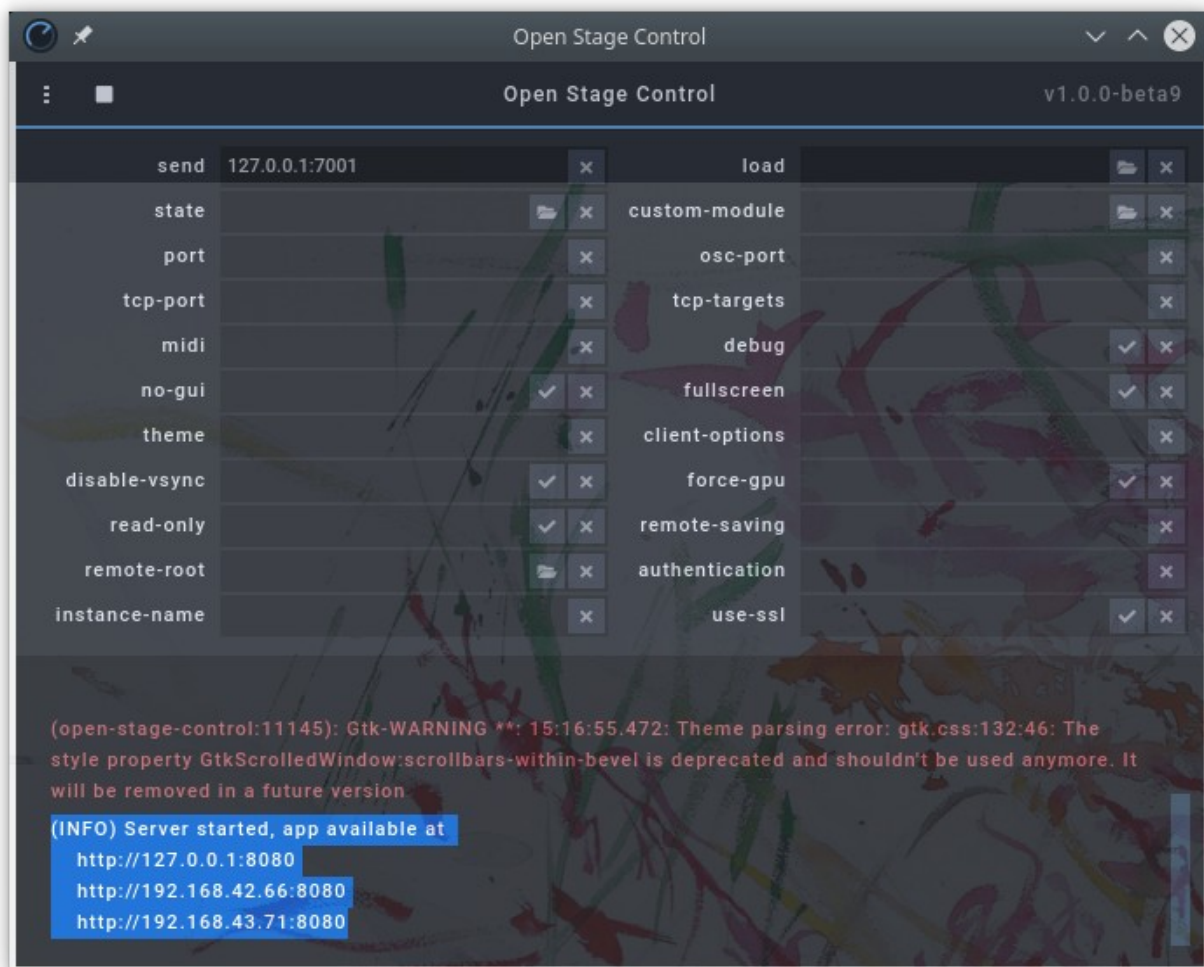 Open Stage Control
Open Stage Control v1.0.0-beta9
send 127.0.0.1:7001 load
state custom-module
port osc-port
tcp-port tcp-targets
midi debug
no-gui fullscreen
theme client-options
disable-vsync force-gpu
read-only remote-saving
remote-root authentication
instance-name use-ssl
(open-stage-control:11145): Gtk-WARNING **: 15:16:55.472: Theme parsing error: gtk.css:132:46: The
style property GtkScrolledWindow:scrollbars-within-bevel is deprecated and shouldn't be used anymore. It
will be removed in a future version
(INFO) Server started, app available at
http://127.0.0.1:8080
http://192.168.42.66:8080
http://192.168.43.71:8080